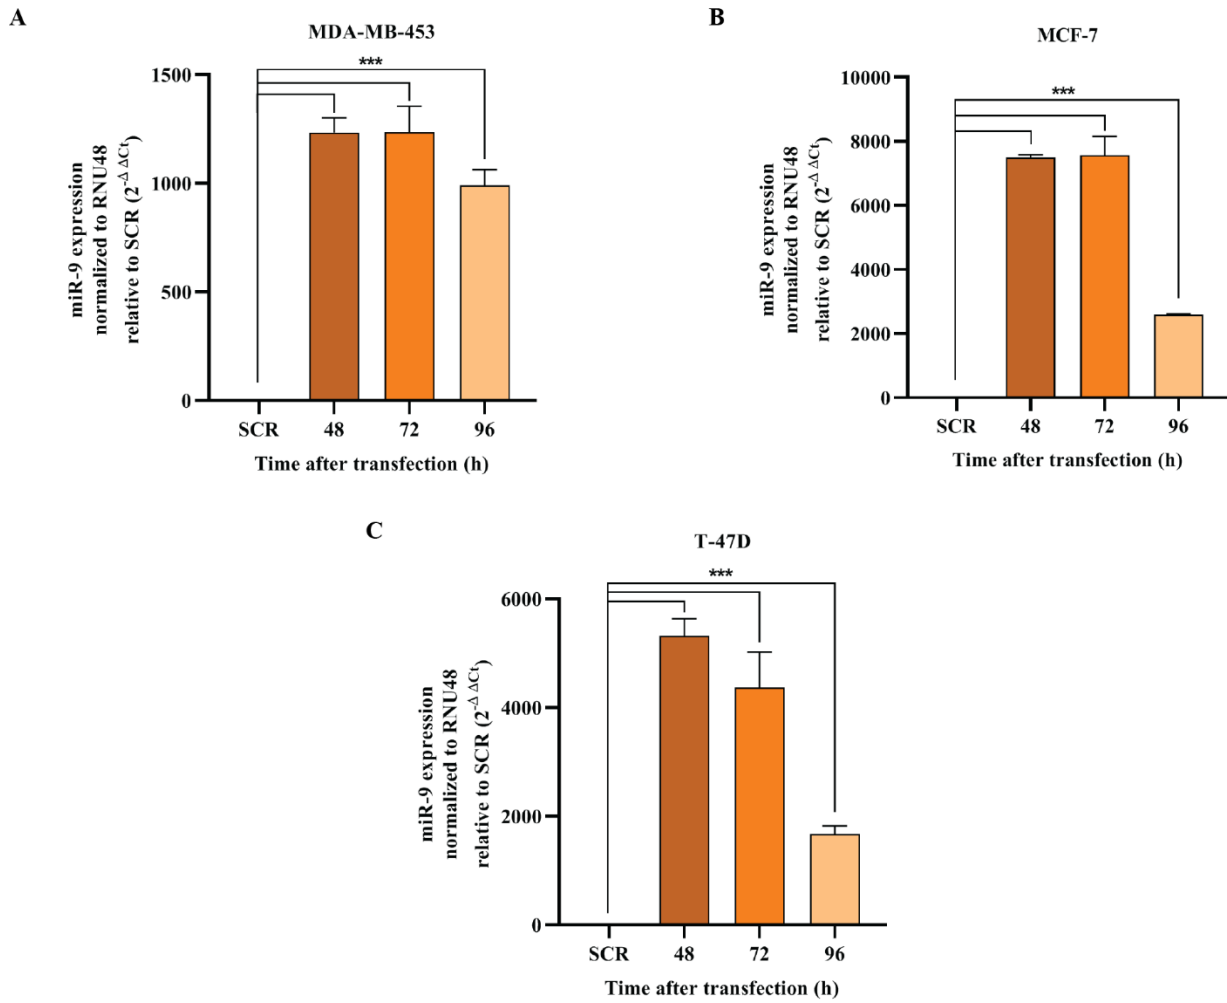 A
MDA-MB-453
***
1500
1000
500
0
miR-9 expression
normalized to RNU48
relative to SCR (2^-Δ ΔCt)
SCR 48 72 96
Time after transfection (h)
B
MCF-7
***
10000
8000
6000
4000
2000
0
miR-9 expression
normalized to RNU48
relative to SCR (2^-Δ ΔCt)
SCR 48 72 96
Time after transfection (h)
C
T-47D
***
6000
4000
2000
0
miR-9 expression
normalized to RNU48
relative to SCR (2^-Δ ΔCt)
SCR 48 72 96
Time after transfection (h)